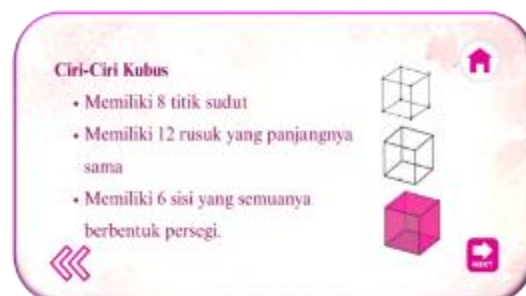 Ciri-Ciri Kubus
• Memiliki 8 titik sudut
• Memiliki 12 rusuk yang panjangnya
sama
• Memiliki 6 sisi yang semuanya
berbentuk persegi.
NEXT